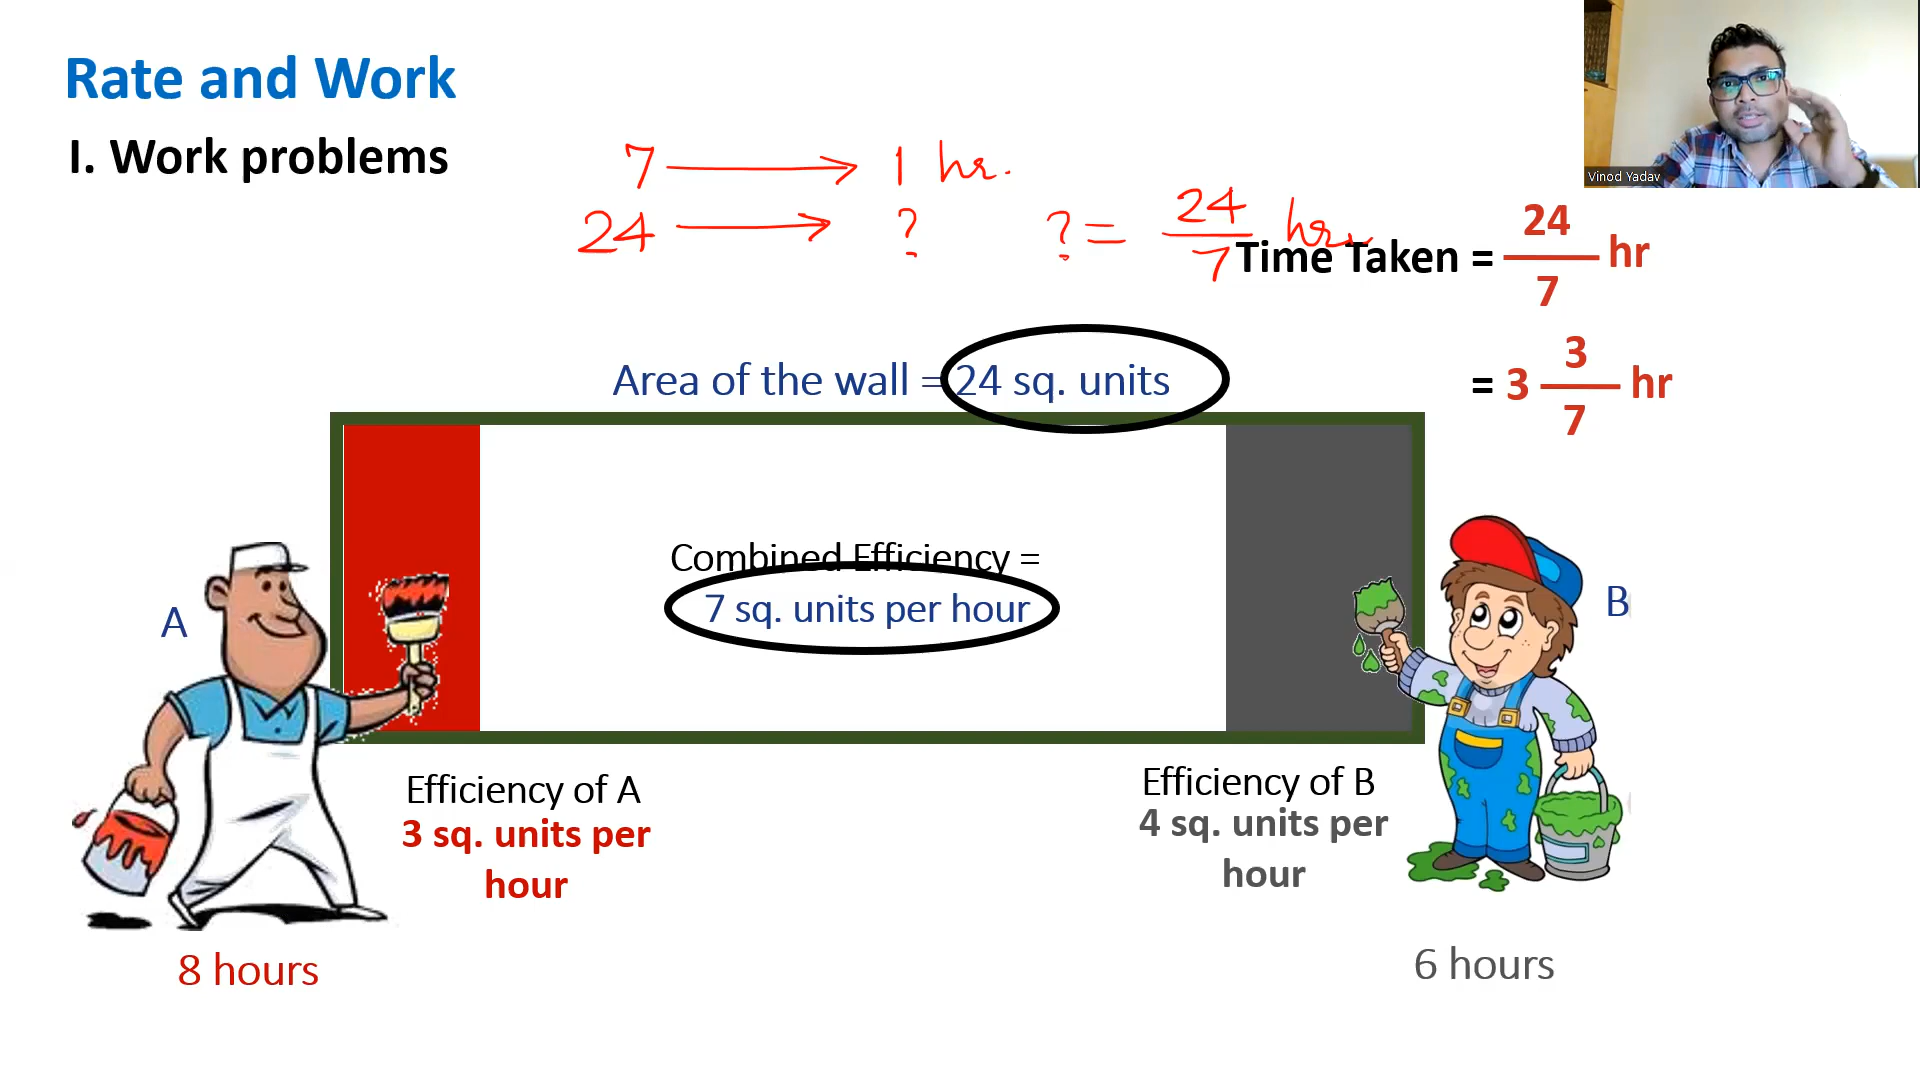 Rate and Work
I. Work problems
7 → 1 hr.
24 → ? ? = 24/7 hr.
Vinod Yadav
Time Taken = 24/7 hr
= 3 3/7 hr
Area of the wall = 24 sq. units
Combined Efficiency =
7 sq. units per hour
A
B
Efficiency of A
3 sq. units per
hour
Efficiency of B
4 sq. units per
hour
8 hours
6 hours